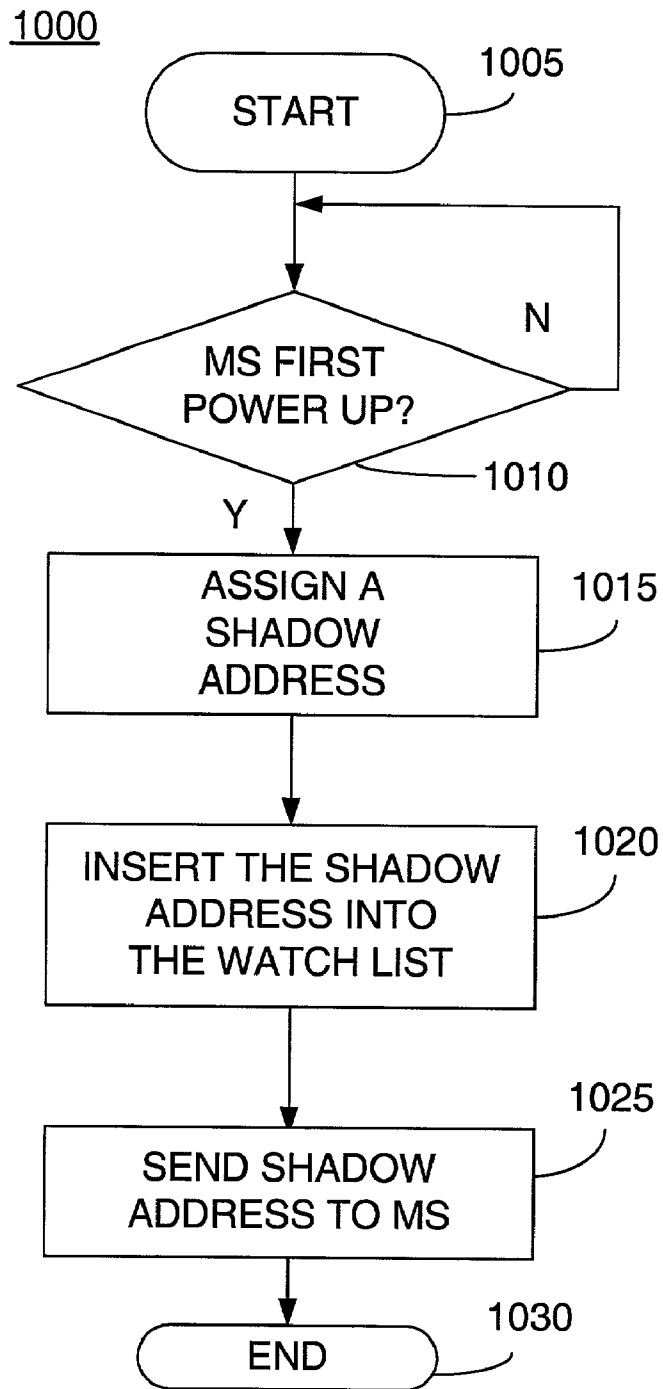 1000
START
1005
N
MS FIRST
POWER UP?
1010
Y
ASSIGN A
SHADOW
ADDRESS
1015
INSERT THE SHADOW
ADDRESS INTO
THE WATCH LIST
1020
SEND SHADOW
ADDRESS TO MS
1025
END
1030